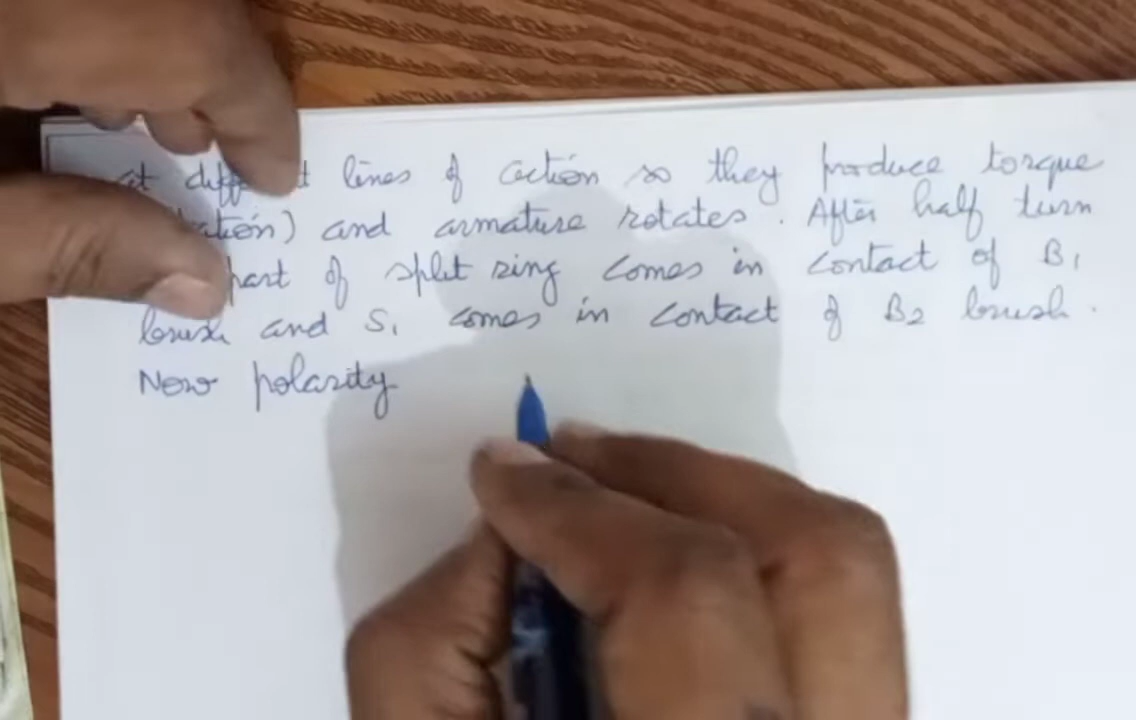 at lines of action so they produce torque
and armature rotates. After half turn
part of split ring comes in contact of B1
brush and S1 comes in contact of B2 brush.
Now polarity